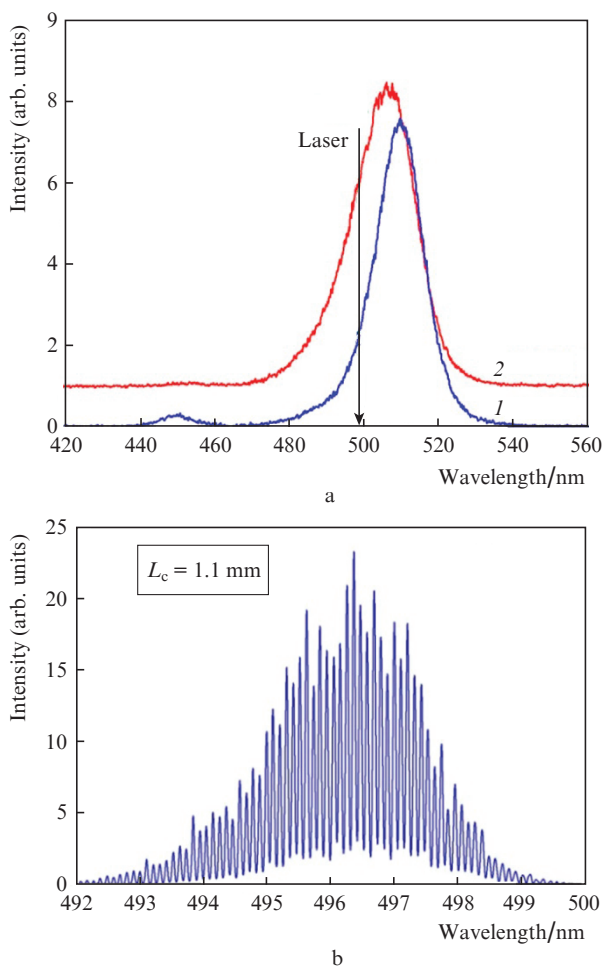 Intensity (arb. units)
9
8
6
4
2
0
Laser
2
1
420 440 460 480 500 520 540 560
Wavelength/nm
a
Intensity (arb. units)
25
20
15
10
5
0
L_c = 1.1 mm
492 493 494 495 496 497 498 499 500
Wavelength/nm
b